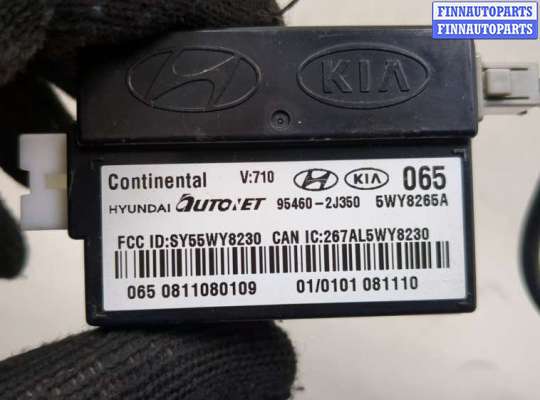 FINNAUTOPARTS
FINNAUTOPARTS
KIA
Continental V:710 KIA 065
HYUNDAI AUTONET 95460-2J350 5WY8265A
FCC ID:SY55WY8230 CAN IC:267AL5WY8230
065 0811080109 01/0101 081110